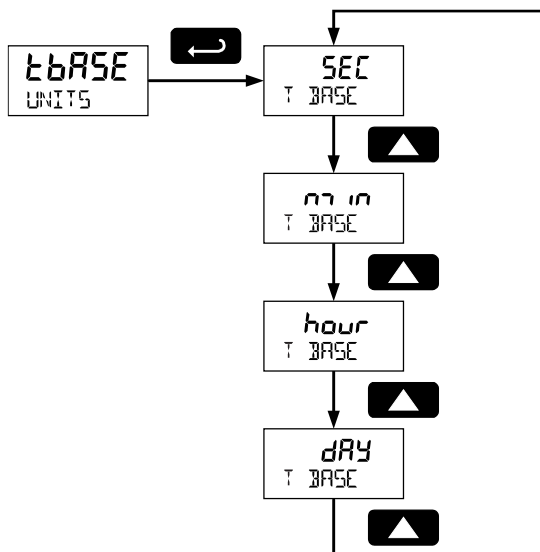 tbASE
UNITS
SEC
T BASE
min
T BASE
hour
T BASE
dAY
T BASE